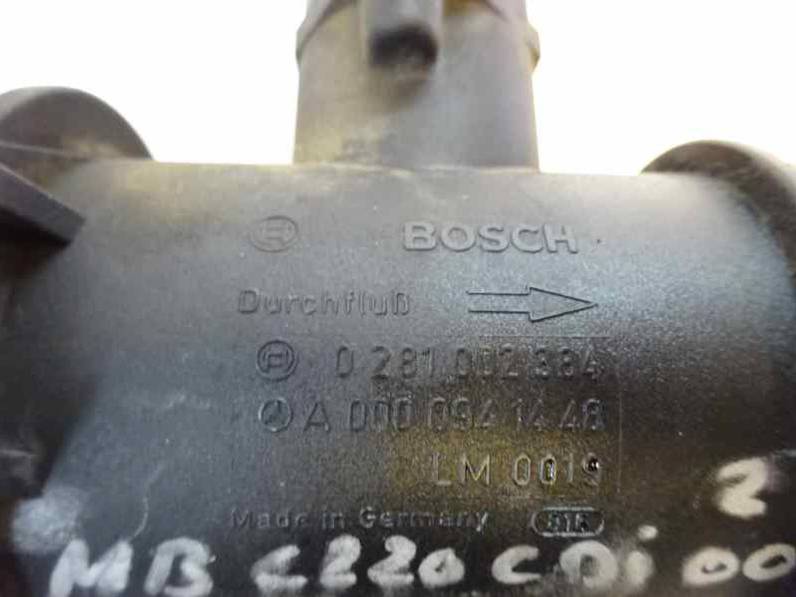 BOSCH
Durchfluß
0 281 002 384
A 000 094 14 48
LM 0019
2
Made in Germany
MB C220 CDi 00